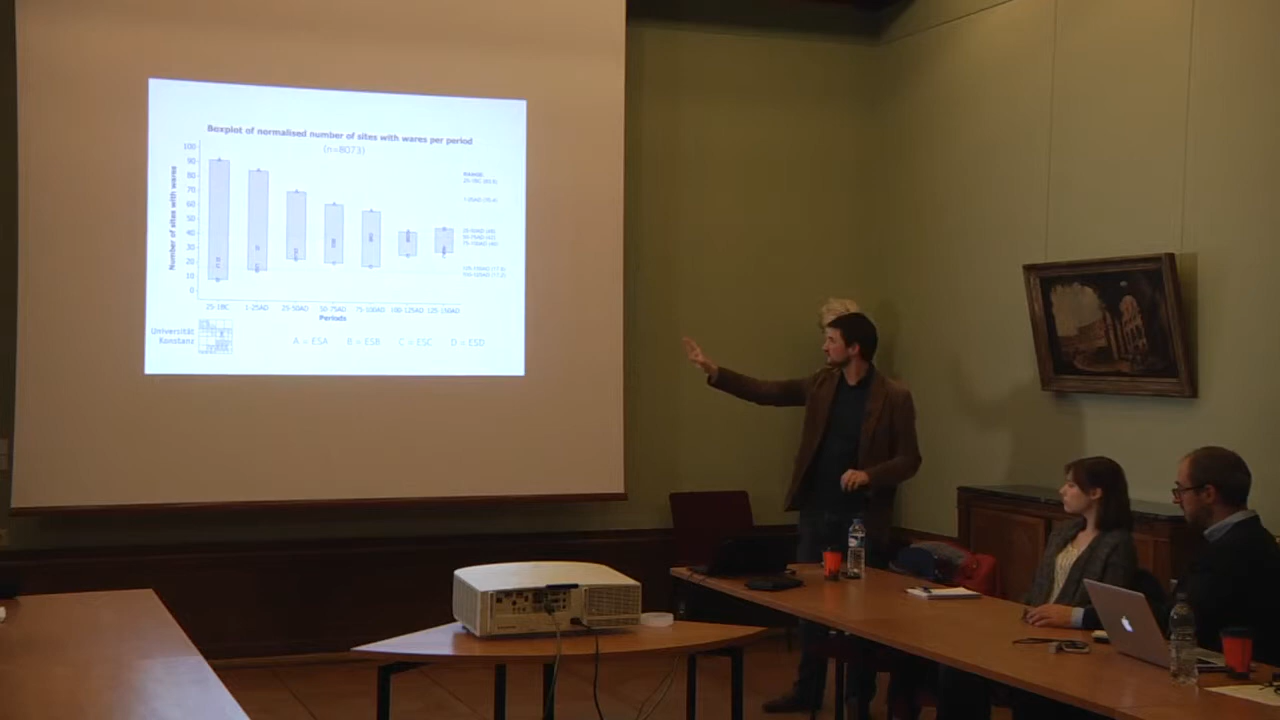 Boxplot of normalised number of sites with wares per period
(n=8073)
Number of sites with wares
100
90
80
70
60
50
40
30
20
10
0
25-1BC 1-25AD 25-50AD 50-75AD 75-100AD 100-125AD 125-150AD
Periods
RANGE:
Universität
Konstanz
A = ESA B = ESB C = ESC D = ESD